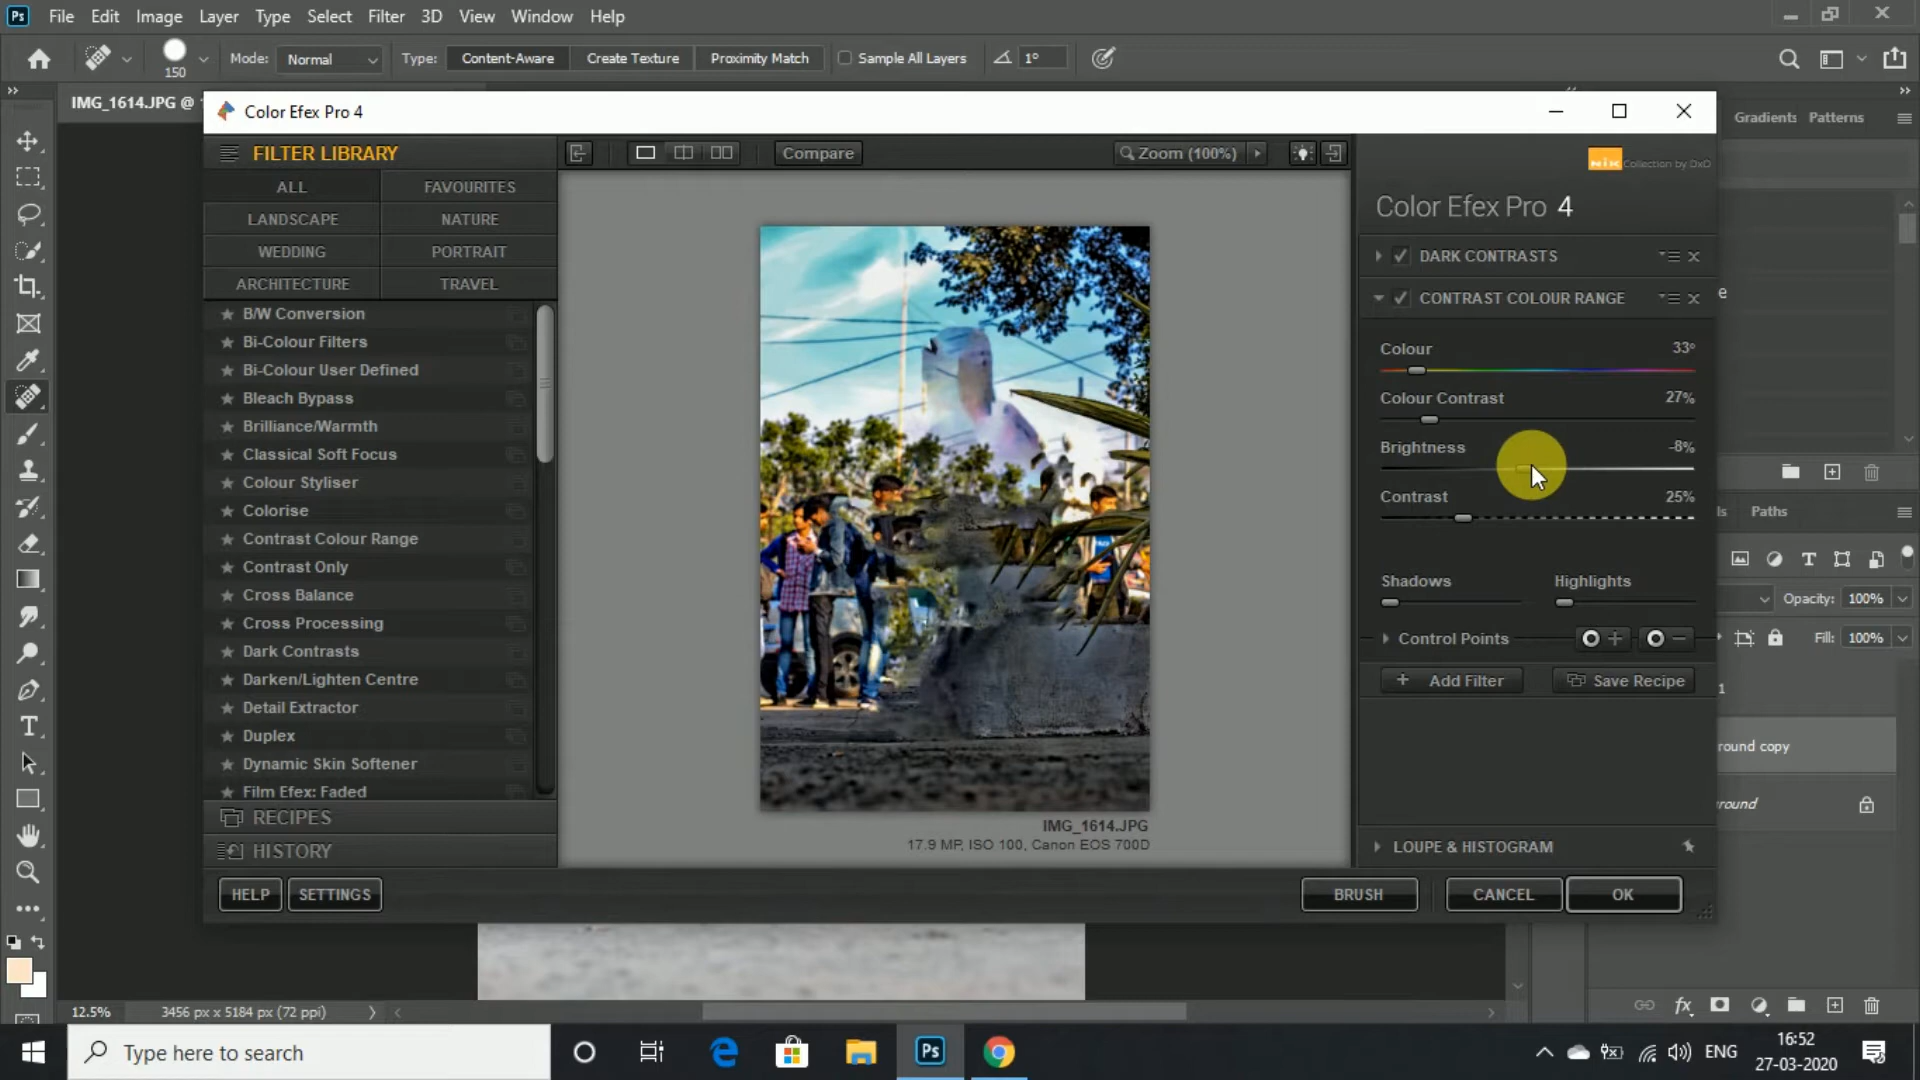 Ps File Edit Image Layer Type Select Filter 3D View Window Help
150 Mode: Normal Type: Content-Aware Create Texture Proximity Match Sample All Layers 1°
IMG_1614.JPG @
Gradients Patterns
Color Efex Pro 4
FILTER LIBRARY
Compare
Zoom (100%)
Nik Collection by DxO
ALL FAVOURITES
LANDSCAPE NATURE
WEDDING PORTRAIT
ARCHITECTURE TRAVEL
B/W Conversion
Bi-Colour Filters
Bi-Colour User Defined
Bleach Bypass
Brilliance/Warmth
Classical Soft Focus
Colour Styliser
Colorise
Contrast Colour Range
Contrast Only
Cross Balance
Cross Processing
Dark Contrasts
Darken/Lighten Centre
Detail Extractor
Duplex
Dynamic Skin Softener
Film Efex: Faded
RECIPES
HISTORY
HELP SETTINGS
IMG_1614.JPG
17.9 MP, ISO 100, Canon EOS 700D
Color Efex Pro 4
DARK CONTRASTS
CONTRAST COLOUR RANGE
Colour 33°
Colour Contrast 27%
Brightness -8%
Contrast 25%
Shadows Highlights
Control Points
Add Filter Save Recipe
LOUPE & HISTOGRAM
BRUSH CANCEL OK
e
ls Paths
Opacity: 100%
Fill: 100%
1
round copy
round
12.5% 3456 px x 5184 px (72 ppi)
Type here to search
Ps
ENG
16:52
27-03-2020